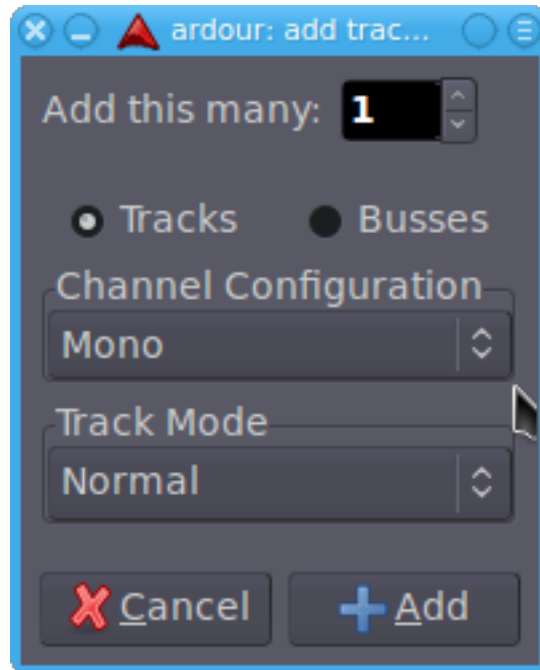 ardour: add trac...
Add this many: 1
Tracks Busses
Channel Configuration
Mono
Track Mode
Normal
Cancel Add